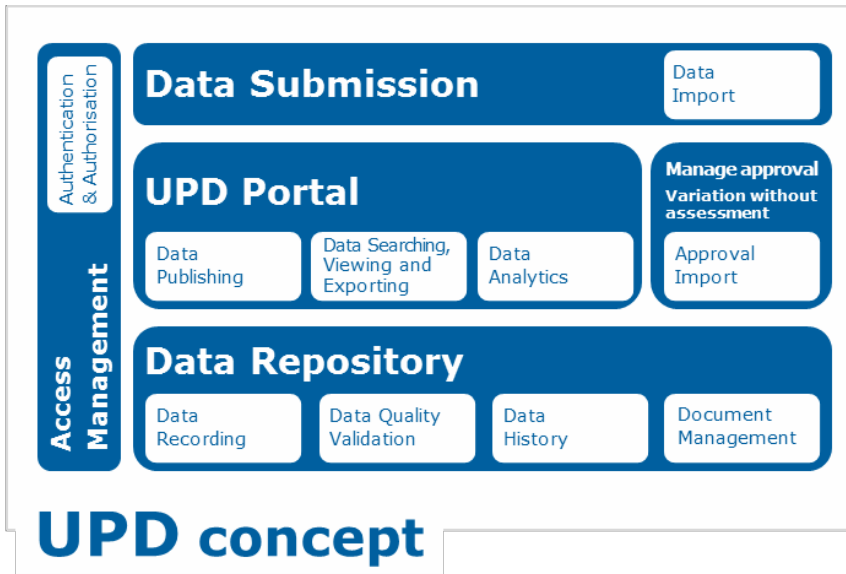 Authentication
& Authorisation
Access
Management
Data Submission
Data
Import
UPD Portal
Data
Publishing
Data Searching,
Viewing and
Exporting
Data
Analytics
Manage approval
Variation without
assessment
Approval
Import
Data Repository
Data
Recording
Data Quality
Validation
Data
History
Document
Management
UPD concept